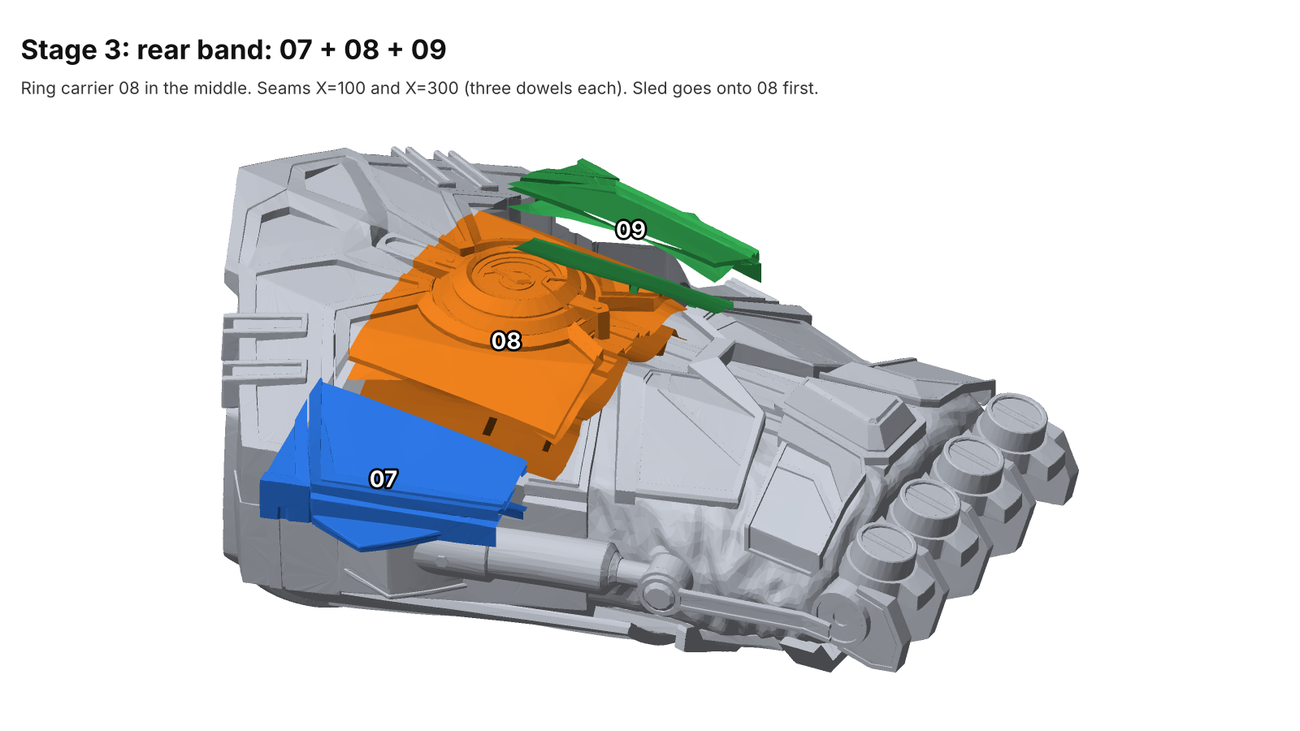 Stage 3: rear band: 07 + 08 + 09
Ring carrier 08 in the middle. Seams X=100 and X=300 (three dowels each). Sled goes onto 08 first.
09
08
07